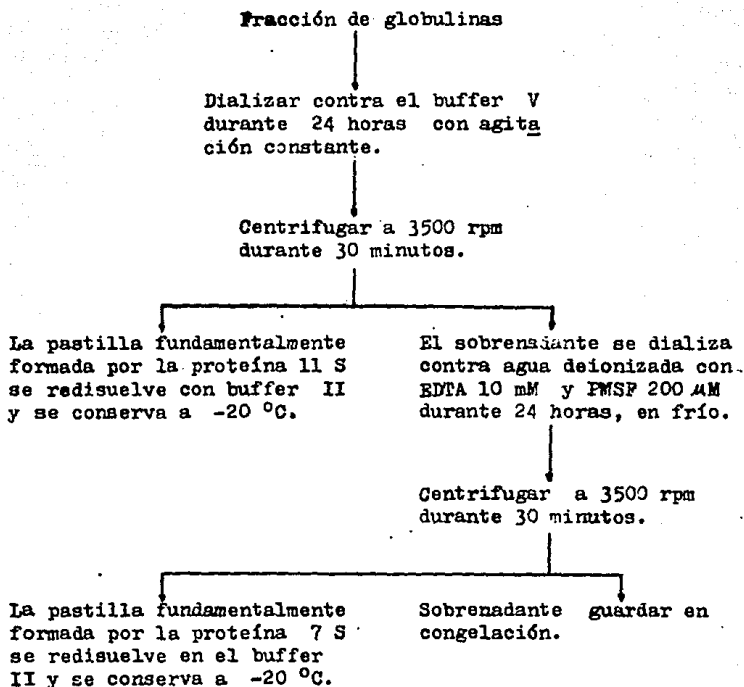 Fracción de globulinas
Dializar contra el buffer V
durante 24 horas con agita
ción constante.
Centrifugar a 3500 rpm
durante 30 minutos.
La pastilla fundamentalmente
formada por la proteína 11 S
se redisuelve con buffer II
y se conserva a -20 ºC.
El sobrenadante se dializa
contra agua deionizada con
EDTA 10 mM y PMSF 200 µM
durante 24 horas, en frío.
Centrifugar a 3500 rpm
durante 30 minutos.
La pastilla fundamentalmente
formada por la proteína 7 S
se redisuelve en el buffer
II y se conserva a -20 ºC.
Sobrenadante guardar en
congelación.